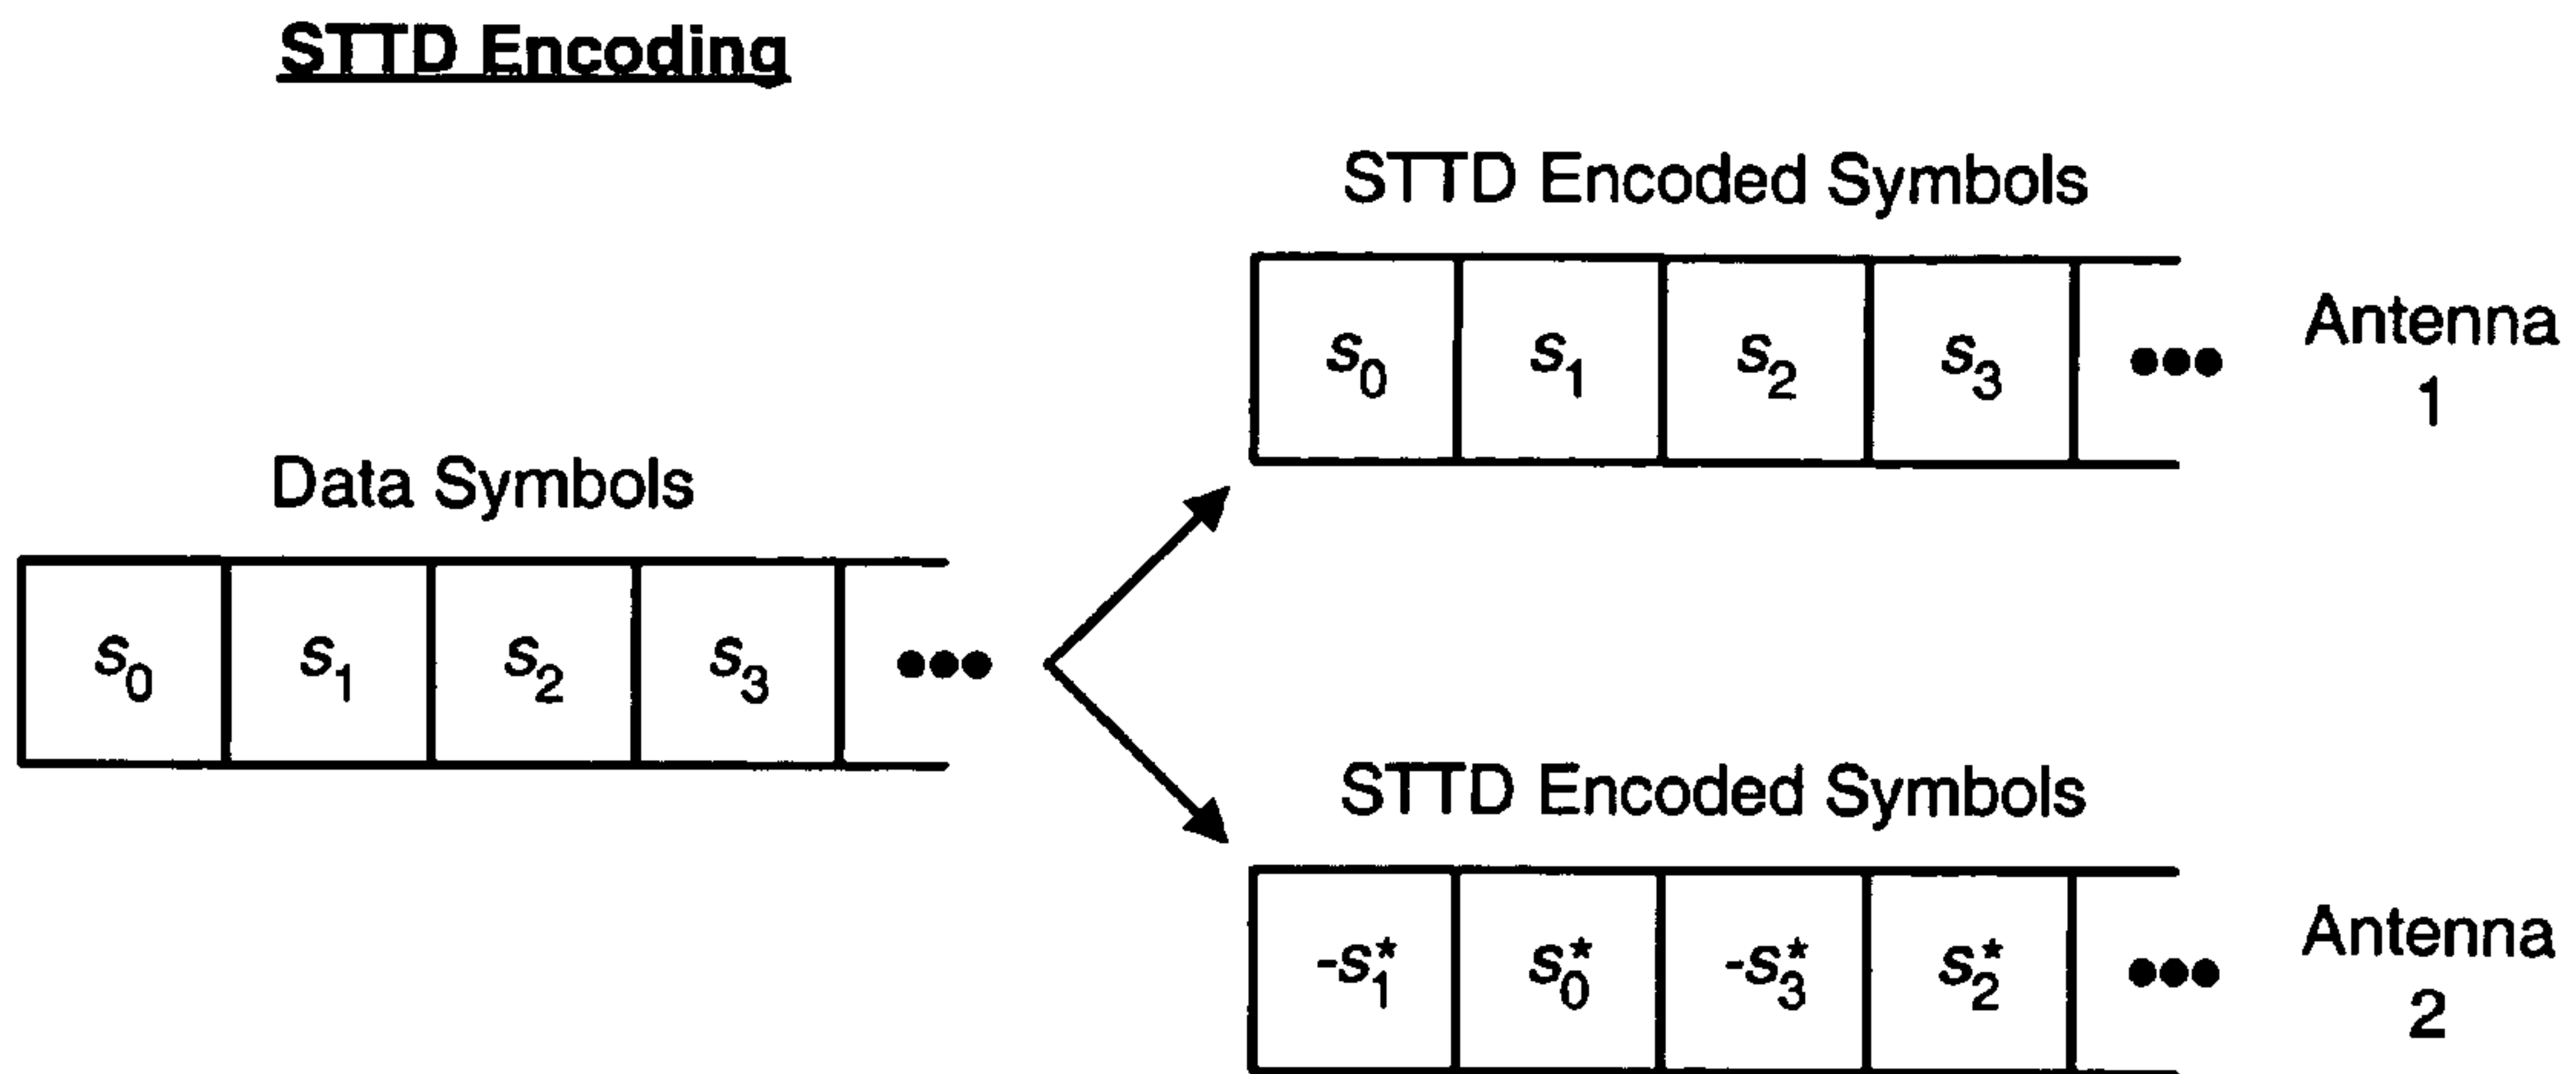 STTD Encoding
STTD Encoded Symbols
s0 s1 s2 s3 ••• Antenna 1
Data Symbols
s0 s1 s2 s3 •••
STTD Encoded Symbols
-s1* s0* -s3* s2* ••• Antenna 2